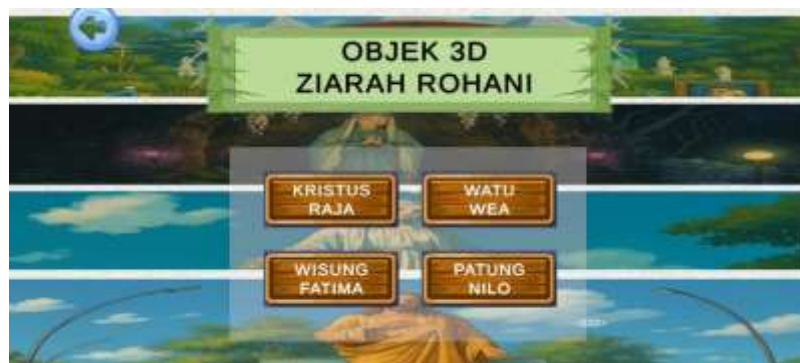 OBJEK 3D
ZIARAH ROHANI
KRISTUS
RAJA
WATU
WEA
WISUNG
FATIMA
PATUNG
NILO